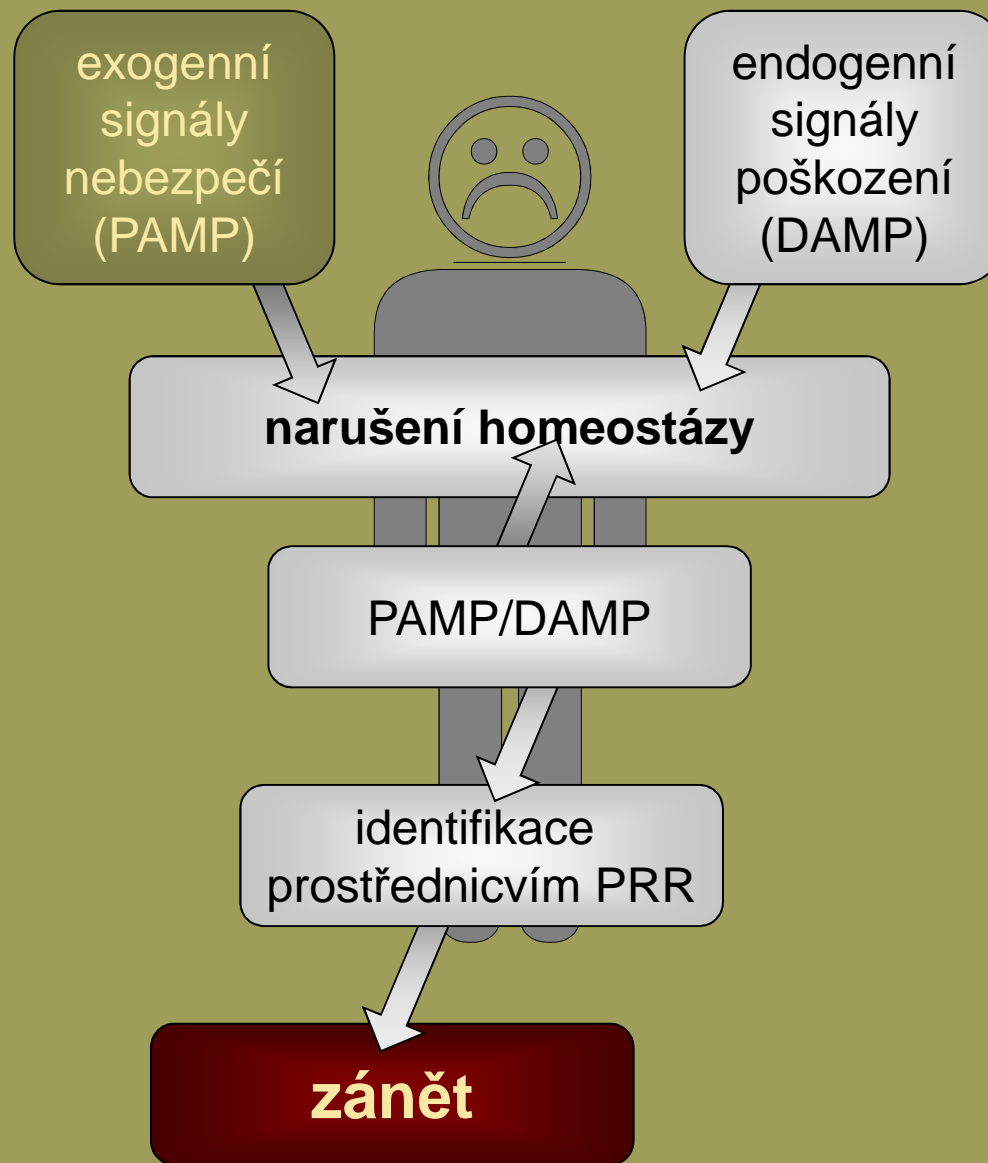 exogenní
signály
nebezpečí
(PAMP)
endogenní
signály
poškození
(DAMP)
narušení homeostázy
PAMP/DAMP
identifikace
prostřednicvím PRR
zánět